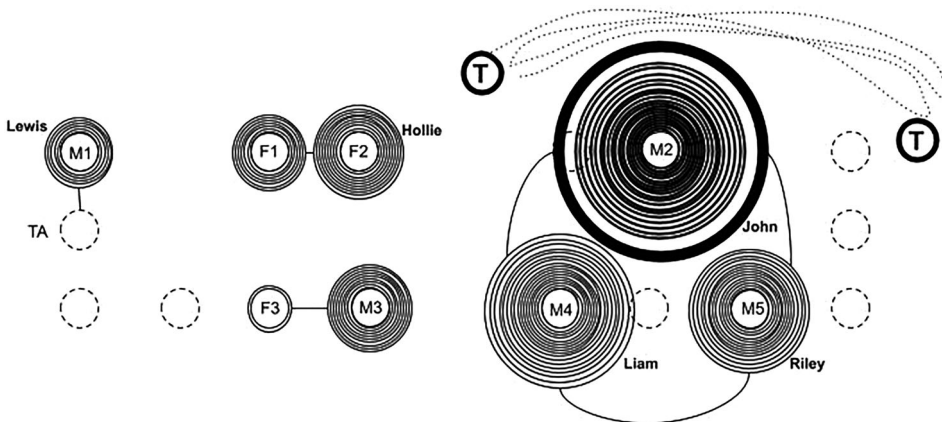 T
Lewis
M1
F1
F2
Hollie
M2
T
TA
John
F3
M3
M4
M5
Liam
Riley